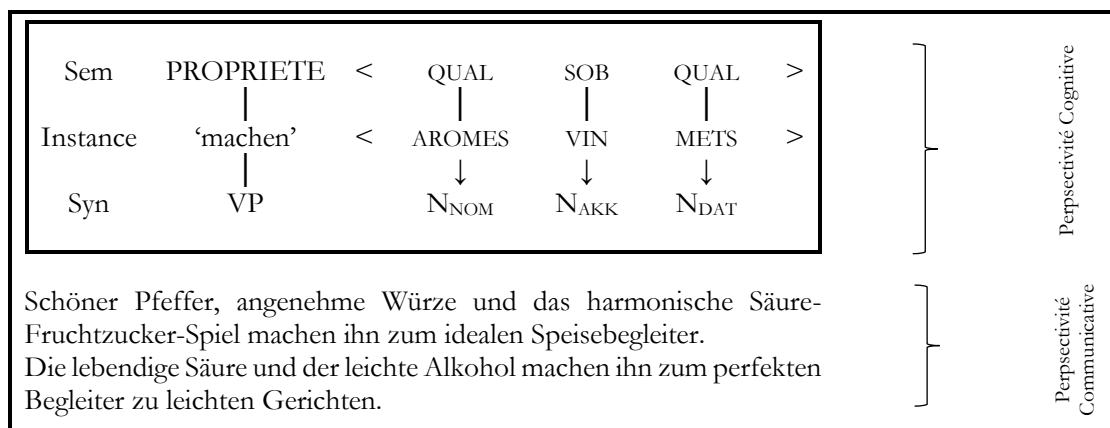 Sem PROPRIETE < QUAL SOB QUAL >
Instance ‘machen’ < AROMES VIN METS >
↓ ↓ ↓
Syn VP NNOM NAKK NDAT
Schöner Pfeffer, angenehme Würze und das harmonische Säure-
Fruchtzucker-Spiel machen ihn zum idealen Speisebegleiter.
Die lebendige Säure und der leichte Alkohol machen ihn zum perfekten
Begleiter zu leichten Gerichten.
Perpsectivité Cognitive
Perpsectivité
Communicative